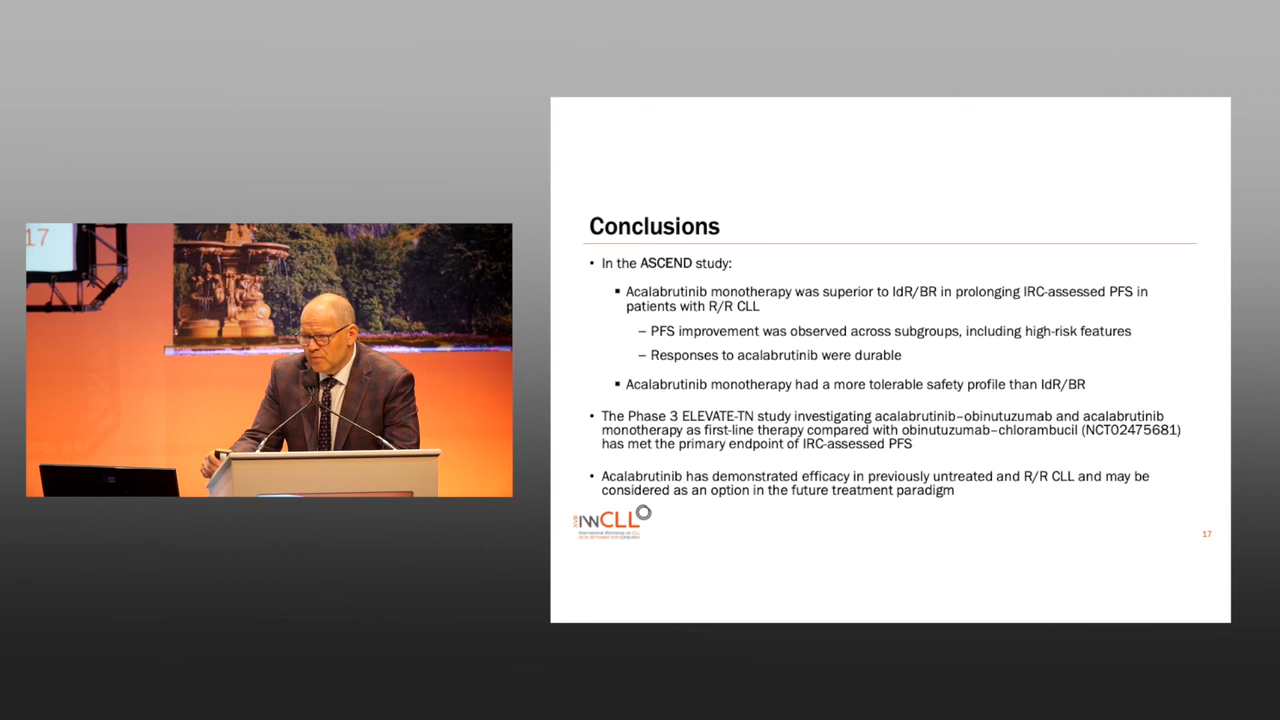 17
Conclusions
• In the ASCEND study:
▪ Acalabrutinib monotherapy was superior to IdR/BR in prolonging IRC-assessed PFS in
patients with R/R CLL
– PFS improvement was observed across subgroups, including high-risk features
– Responses to acalabrutinib were durable
▪ Acalabrutinib monotherapy had a more tolerable safety profile than IdR/BR
• The Phase 3 ELEVATE-TN study investigating acalabrutinib–obinutuzumab and acalabrutinib
monotherapy as first-line therapy compared with obinutuzumab–chlorambucil (NCT02475681)
has met the primary endpoint of IRC-assessed PFS
• Acalabrutinib has demonstrated efficacy in previously untreated and R/R CLL and may be
considered as an option in the future treatment paradigm
XVIII iwCLL
International Workshop on CLL
17